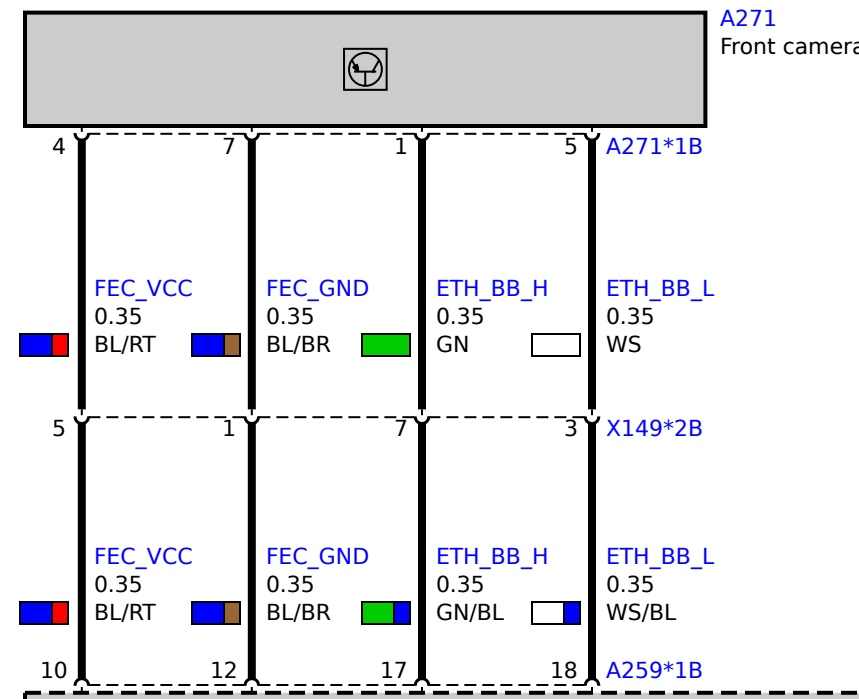 A271
Front camera
4 7 1 5 A271*1B
FEC_VCC FEC_GND ETH_BB_H ETH_BB_L
0.35 0.35 0.35 0.35
BL/RT BL/BR GN WS
5 1 7 3 X149*2B
FEC_VCC FEC_GND ETH_BB_H ETH_BB_L
0.35 0.35 0.35 0.35
BL/RT BL/BR GN/BL WS/BL
10 12 17 18 A259*1B